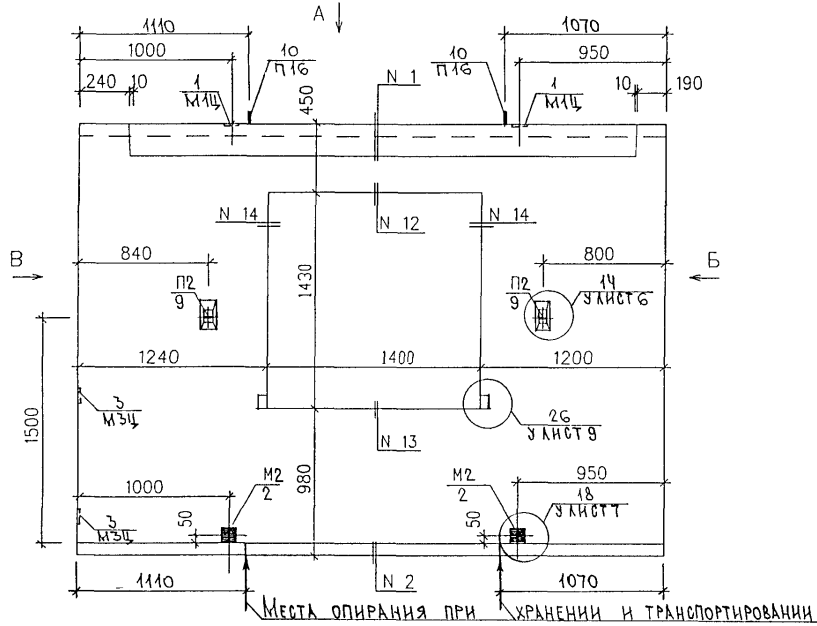 А
1110
1070
1000
950
10
П16
10
П16
N 1
240
10
1
М1Ц
450
1
М1Ц
10
190
N 14
N 12
N 14
В
840
800
Б
П2
9
1430
П2
9
14
У ЛИСТ 6
1240
1400
1200
1500
3
М3Ц
26
У ЛИСТ 9
N 13
1000
М2
2
980
М2
2
950
18
У ЛИСТ 7
50
50
3
М3Ц
1110
N 2
1070
МЕСТА ОПИРАНИЯ ПРИ ХРАНЕНИИ И ТРАНСПОРТИРОВАНИИ